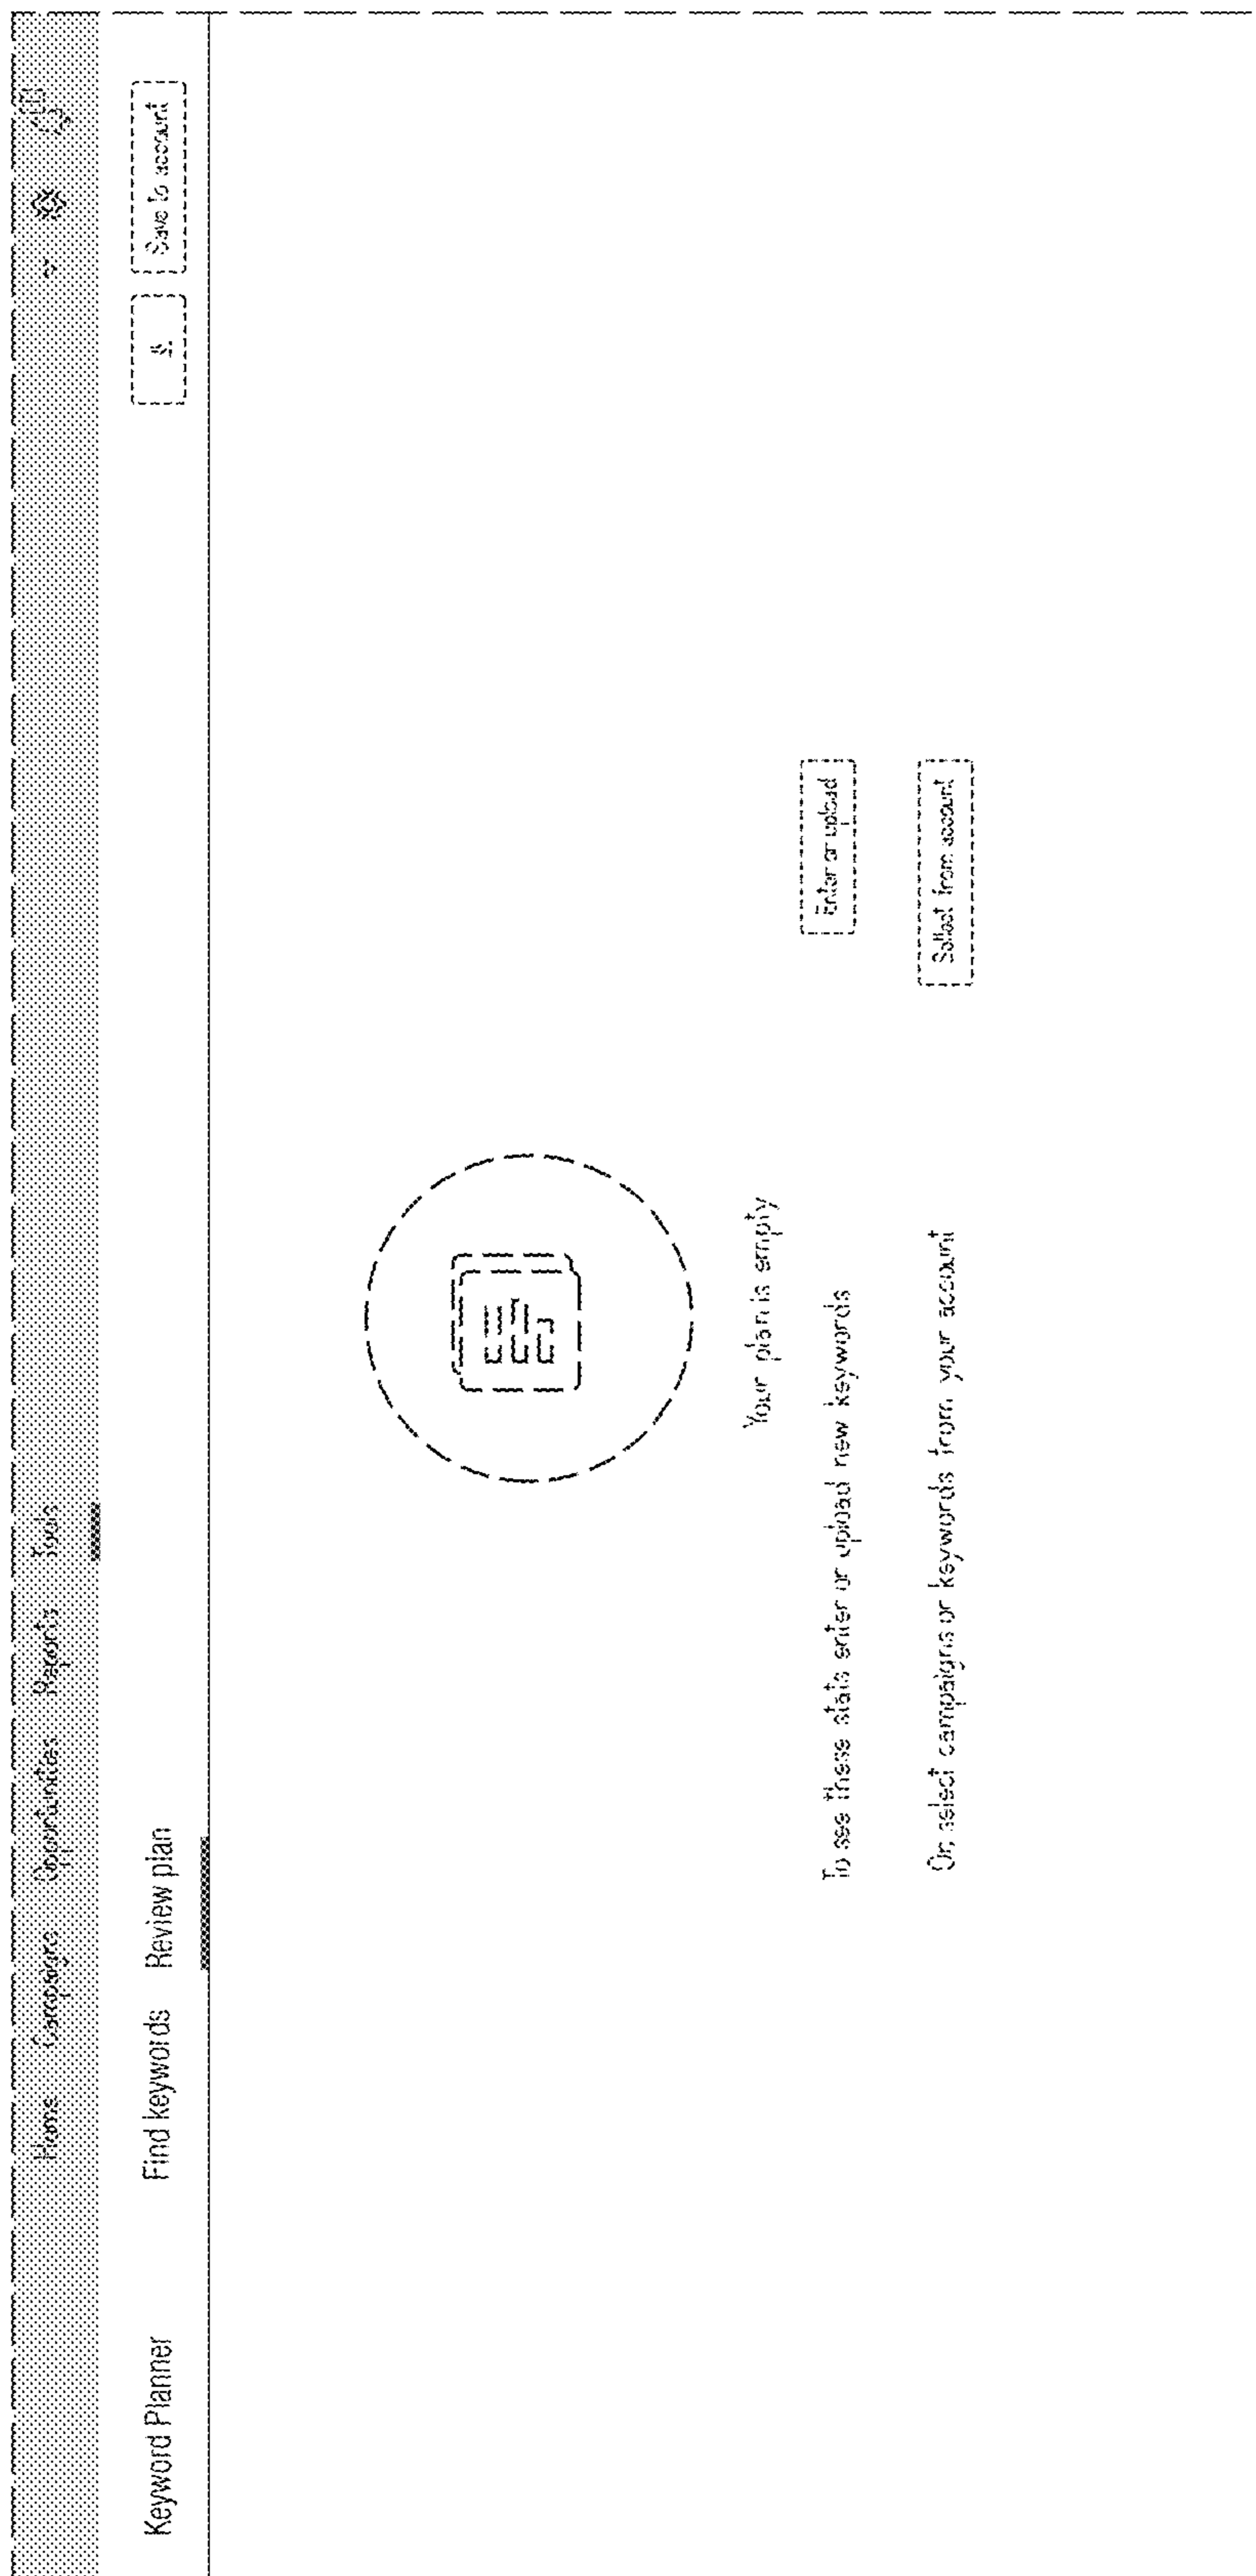 Home Campaigns Opportunities Reports Tools
Keyword Planner Find keywords Review plan Save to account
Your plan is empty
To see these stats enter or upload new keywords Enter or upload
Or, select campaigns or keywords from your account Sellect from account